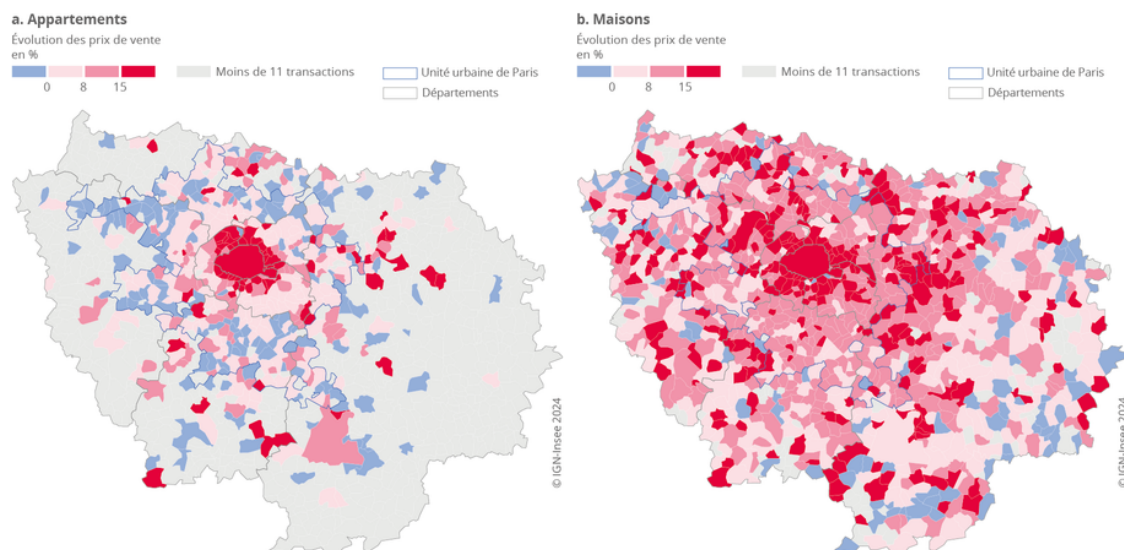 a. Appartements
Évolution des prix de vente
en %
0 8 15
Moins de 11 transactions
Unité urbaine de Paris
Départements
© IGN-Insee 2024
b. Maisons
Évolution des prix de vente
en %
0 8 15
Moins de 11 transactions
Unité urbaine de Paris
Départements
© IGN-Insee 2024